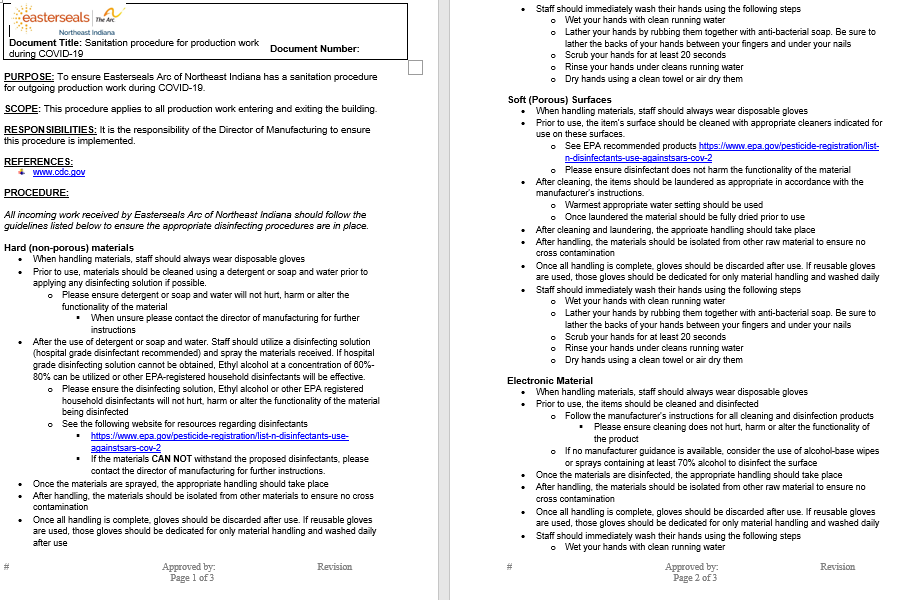 easterseals The Arc
Northeast Indiana
Document Title: Sanitation procedure for production work
during COVID-19
Document Number:
PURPOSE: To ensure Easterseals Arc of Northeast Indiana has a sanitation procedure
for outgoing production work during COVID-19.
SCOPE: This procedure applies to all production work entering and exiting the building.
RESPONSIBILITIES: It is the responsibility of the Director of Manufacturing to ensure
this procedure is implemented.
REFERENCES:
www.cdc.gov
PROCEDURE:
All incoming work received by Easterseals Arc of Northeast Indiana should follow the
guidelines listed below to ensure the appropriate disinfecting procedures are in place.
Hard (non-porous) materials
• When handling materials, staff should always wear disposable gloves
• Prior to use, materials should be cleaned using a detergent or soap and water prior to
applying any disinfecting solution if possible.
o Please ensure detergent or soap and water will not hurt, harm or alter the
functionality of the material
▪ When unsure please contact the director of manufacturing for further
instructions
• After the use of detergent or soap and water. Staff should utilize a disinfecting solution
(hospital grade disinfectant recommended) and spray the materials received. If hospital
grade disinfecting solution cannot be obtained, Ethyl alcohol at a concentration of 60%-
80% can be utilized or other EPA-registered household disinfectants will be effective.
o Please ensure the disinfecting solution, Ethyl alcohol or other EPA registered
household disinfectants will not hurt, harm or alter the functionality of the material
being disinfected
o See the following website for resources regarding disinfectants
▪ https://www.epa.gov/pesticide-registration/list-n-disinfectants-use-
againstsars-cov-2
▪ If the materials CAN NOT withstand the proposed disinfectants, please
contact the director of manufacturing for further instructions.
• Once the materials are sprayed, the appropriate handling should take place
• After handling, the materials should be isolated from other materials to ensure no cross
contamination
• Once all handling is complete, gloves should be discarded after use. If reusable gloves
are used, those gloves should be dedicated for only material handling and washed daily
after use
# Approved by: Revision
Page 1 of 3
• Staff should immediately wash their hands using the following steps
o Wet your hands with clean running water
o Lather your hands by rubbing them together with anti-bacterial soap. Be sure to
lather the backs of your hands between your fingers and under your nails
o Scrub your hands for at least 20 seconds
o Rinse your hands under cleans running water
o Dry hands using a clean towel or air dry them
Soft (Porous) Surfaces
• When handling materials, staff should always wear disposable gloves
• Prior to use, the item's surface should be cleaned with appropriate cleaners indicated for
use on these surfaces.
o See EPA recommended products https://www.epa.gov/pesticide-registration/list-
n-disinfectants-use-againstsars-cov-2
o Please ensure disinfectant does not harm the functionality of the material
• After cleaning, the items should be laundered as appropriate in accordance with the
manufacturer's instructions.
o Warmest appropriate water setting should be used
o Once laundered the material should be fully dried prior to use
• After cleaning and laundering, the approiate handling should take place
• After handling, the materials should be isolated from other raw material to ensure no
cross contamination
• Once all handling is complete, gloves should be discarded after use. If reusable gloves
are used, those gloves should be dedicated for only material handling and washed daily
• Staff should immediately wash their hands using the following steps
o Wet your hands with clean running water
o Lather your hands by rubbing them together with anti-bacterial soap. Be sure to
lather the backs of your hands between your fingers and under your nails
o Scrub your hands for at least 20 seconds
o Rinse your hands under cleans running water
o Dry hands using a clean towel or air dry them
Electronic Material
• When handling materials, staff should always wear disposable gloves
• Prior to use, the items should be cleaned and disinfected
o Follow the manufacturer's instructions for all cleaning and disinfection products
▪ Please ensure cleaning does not hurt, harm or alter the functionality of
the product
o If no manufacturer guidance is available, consider the use of alcohol-base wipes
or sprays containing at least 70% alcohol to disinfect the surface
• Once the materials are disinfected, the appropriate handling should take place
• After handling, the materials should be isolated from other raw material to ensure no
cross contamination
• Once all handling is complete, gloves should be discarded after use. If reusable gloves
are used, those gloves should be dedicated for only material handling and washed daily
• Staff should immediately wash their hands using the following steps
o Wet your hands with clean running water
# Approved by: Revision
Page 2 of 3